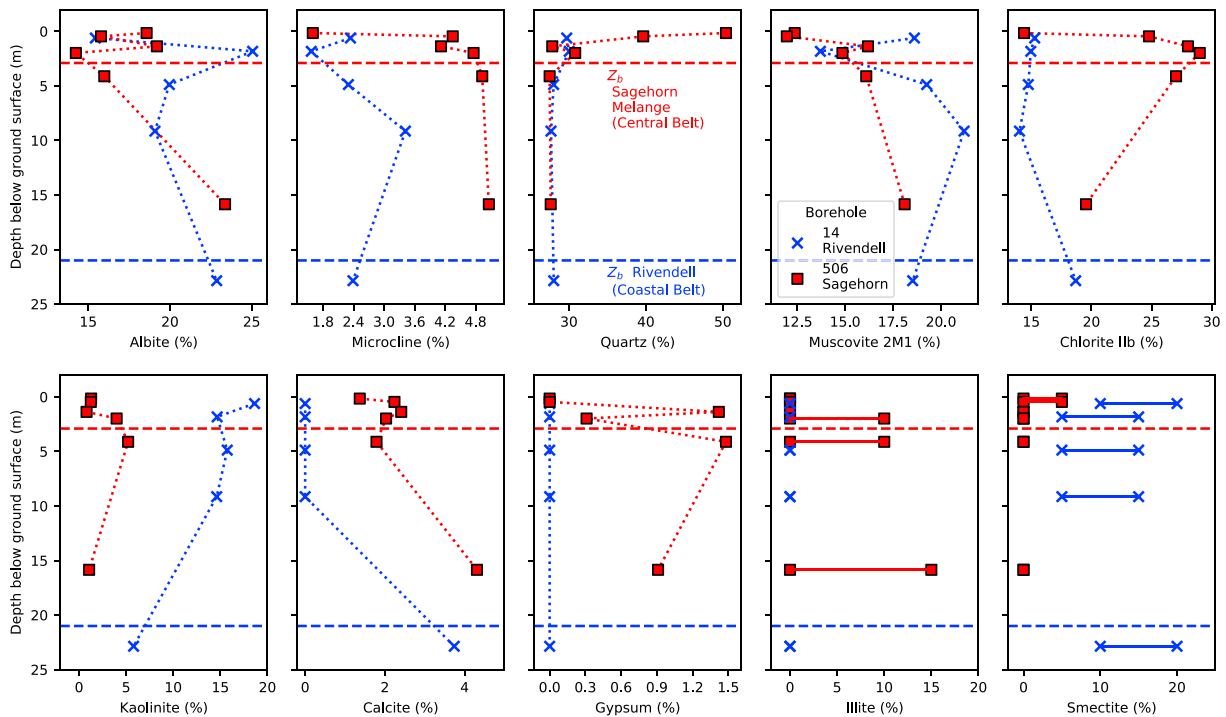 Depth below ground surface (m)
0
5
10
15
20
25
15
20
25
Albite (%)
1.8
2.4
3.0
3.6
4.2
4.8
Microcline (%)
Z_b
Sagehorn
Melange
(Central Belt)
Z_b Rivendell
(Coastal Belt)
30
40
50
Quartz (%)
Borehole
14
Rivendell
506
Sagehorn
12.5
15.0
17.5
20.0
Muscovite 2M1 (%)
15
20
25
30
Chlorite IIb (%)
Depth below ground surface (m)
0
5
10
15
20
25
0
5
10
15
20
Kaolinite (%)
0
2
4
Calcite (%)
0.0
0.3
0.6
0.9
1.2
1.5
Gypsum (%)
0
5
10
15
20
Illite (%)
0
10
20
Smectite (%)